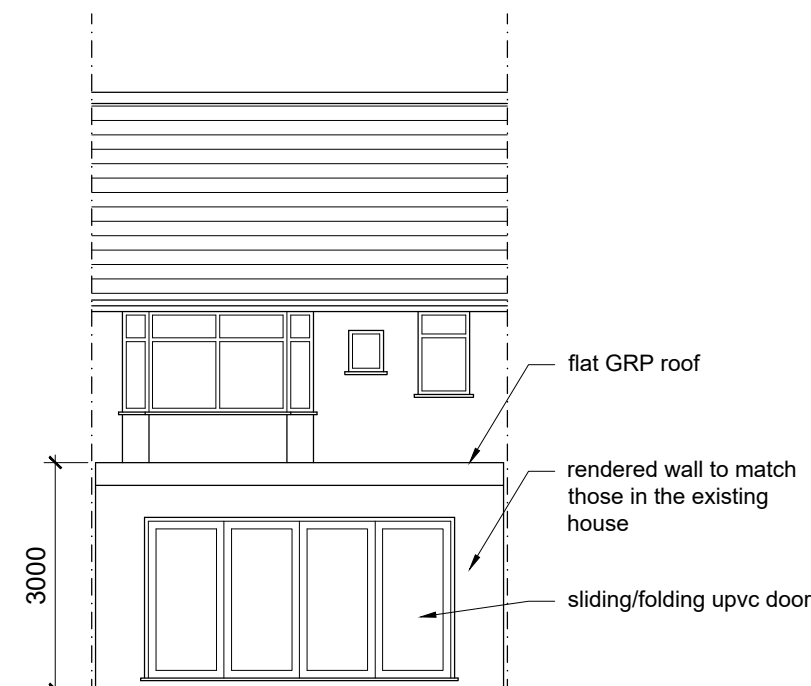 flat GRP roof
rendered wall to match
those in the existing
house
3000
sliding/folding upvc door